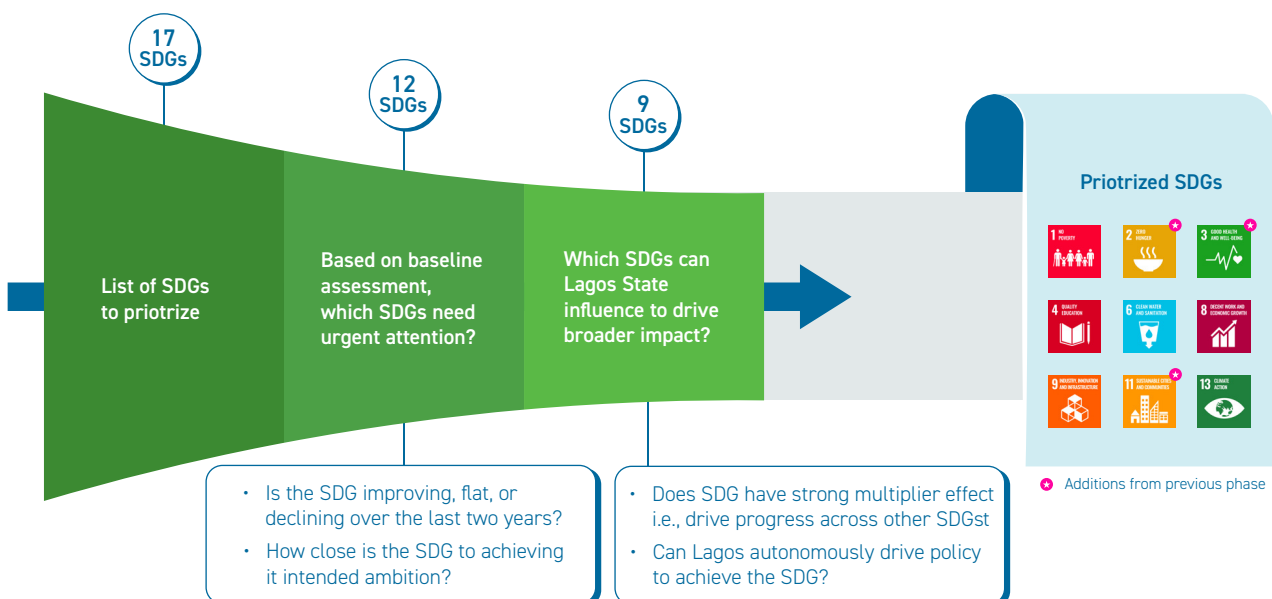 17
SDGs
12
SDGs
9
SDGs
List of SDGs
to priotrize
Based on baseline
assessment,
which SDGs need
urgent attention?
Which SDGs can
Lagos State
influence to drive
broader impact?
• Is the SDG improving, flat, or
declining over the last two years?
• How close is the SDG to achieving
it intended ambition?
• Does SDG have strong multiplier effect
i.e., drive progress across other SDGst
• Can Lagos autonomously drive policy
to achieve the SDG?
Priotrized SDGs
1 NO
POVERTY
2 ZERO
HUNGER
3 GOOD HEALTH
AND WELL-BEING
4 QUALITY
EDUCATION
6 CLEAN WATER
AND SANITATION
8 DECENT WORK AND
ECONOMIC GROWTH
9 INDUSTRY, INNOVATION
AND INFRASTRUCTURE
11 SUSTAINABLE CITIES
AND COMMUNITIES
13 CLIMATE
ACTION
Additions from previous phase